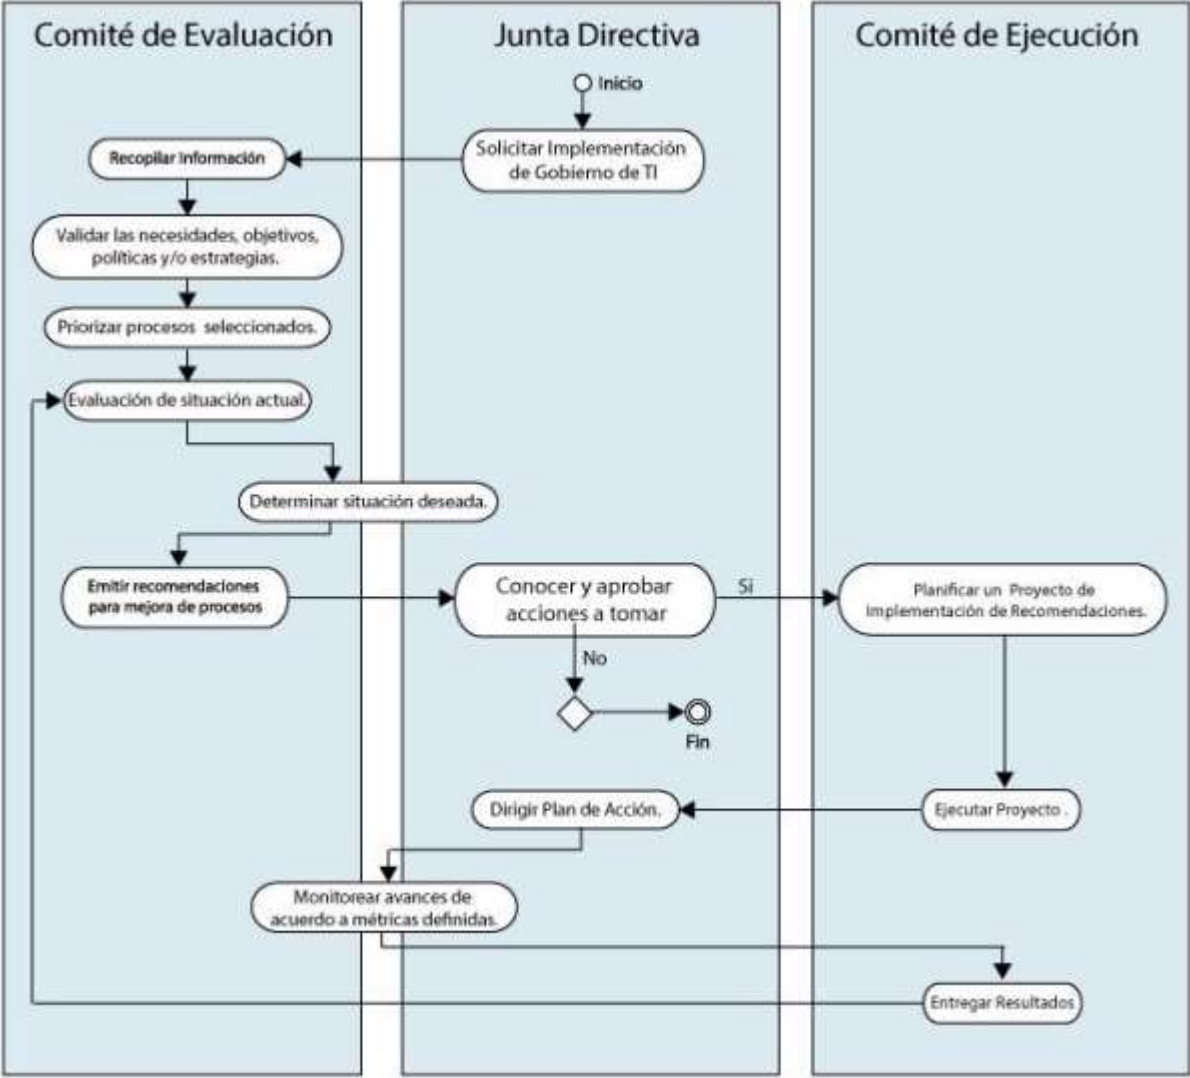 Comité de Evaluación
Junta Directiva
Comité de Ejecución
Inicio
Solicitar Implementación
de Gobierno de TI
Recopilar Información
Validar las necesidades, objetivos,
políticas y/o estrategias.
Priorizar procesos seleccionados.
Evaluación de situación actual.
Determinar situación deseada.
Emitir recomendaciones
para mejora de procesos
Conocer y aprobar
acciones a tomar
Si
Planificar un Proyecto de
Implementación de Recomendaciones.
No
Fin
Dirigir Plan de Acción.
Ejecutar Proyecto .
Monitorear avances de
acuerdo a métricas definidas.
Entregar Resultados